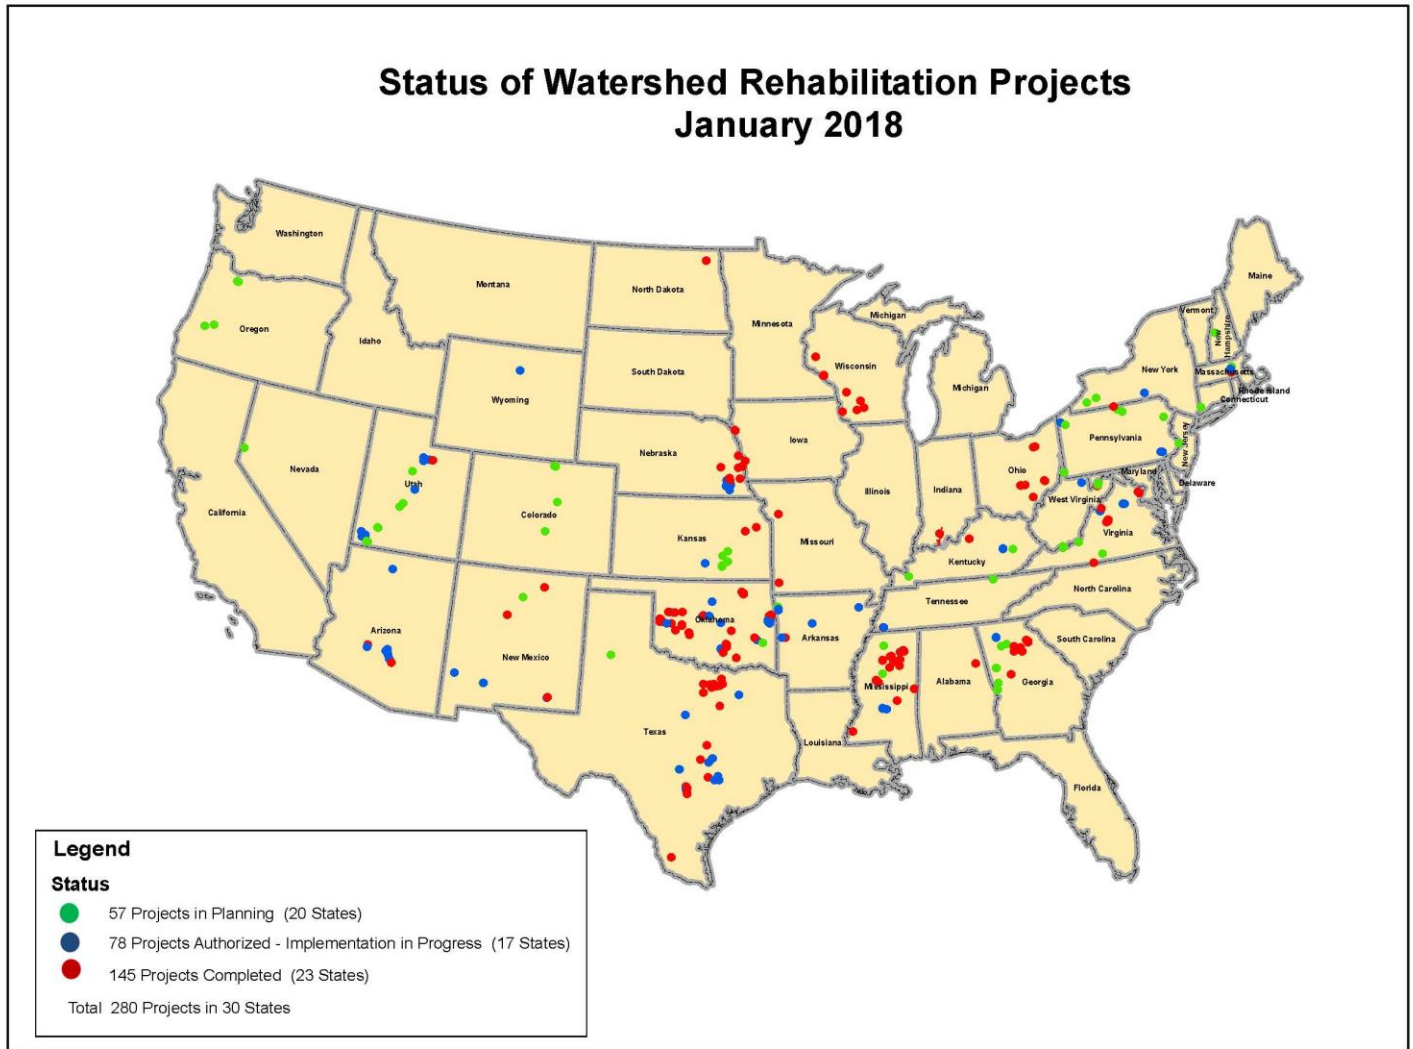 Status of Watershed Rehabilitation Projects
January 2018
Washington
Montana
North Dakota
Minnesota
Michigan
Maine
Vermont
New Hampshire
Oregon
Idaho
Wyoming
South Dakota
Wisconsin
Michigan
New York
Massachusetts
Rhode Island
Connecticut
Nevada
Utah
Nebraska
Iowa
Pennsylvania
New Jersey
California
Colorado
Illinois
Indiana
Ohio
Maryland
Delaware
West Virginia
Virginia
Kansas
Missouri
Kentucky
Arizona
New Mexico
Oklahoma
Arkansas
Tennessee
North Carolina
South Carolina
Texas
Louisiana
Mississippi
Alabama
Georgia
Florida
Legend
Status
57 Projects in Planning (20 States)
78 Projects Authorized - Implementation in Progress (17 States)
145 Projects Completed (23 States)
Total 280 Projects in 30 States